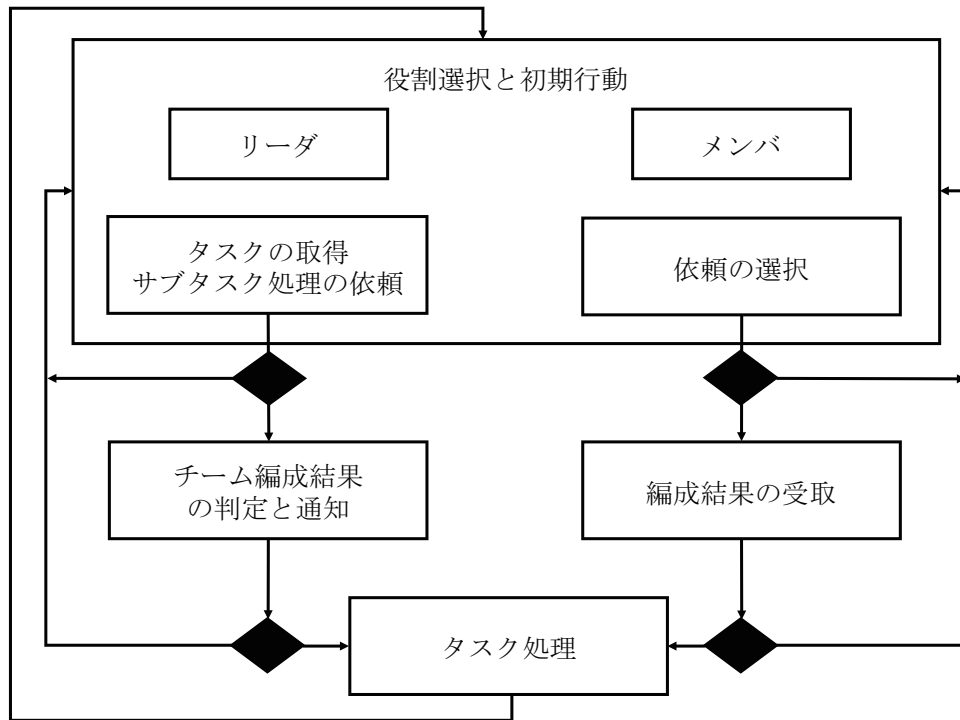 役割選択と初期行動
リーダ
メンバ
タスクの取得
サブタスク処理の依頼
依頼の選択
チーム編成結果
の判定と通知
編成結果の受取
タスク処理